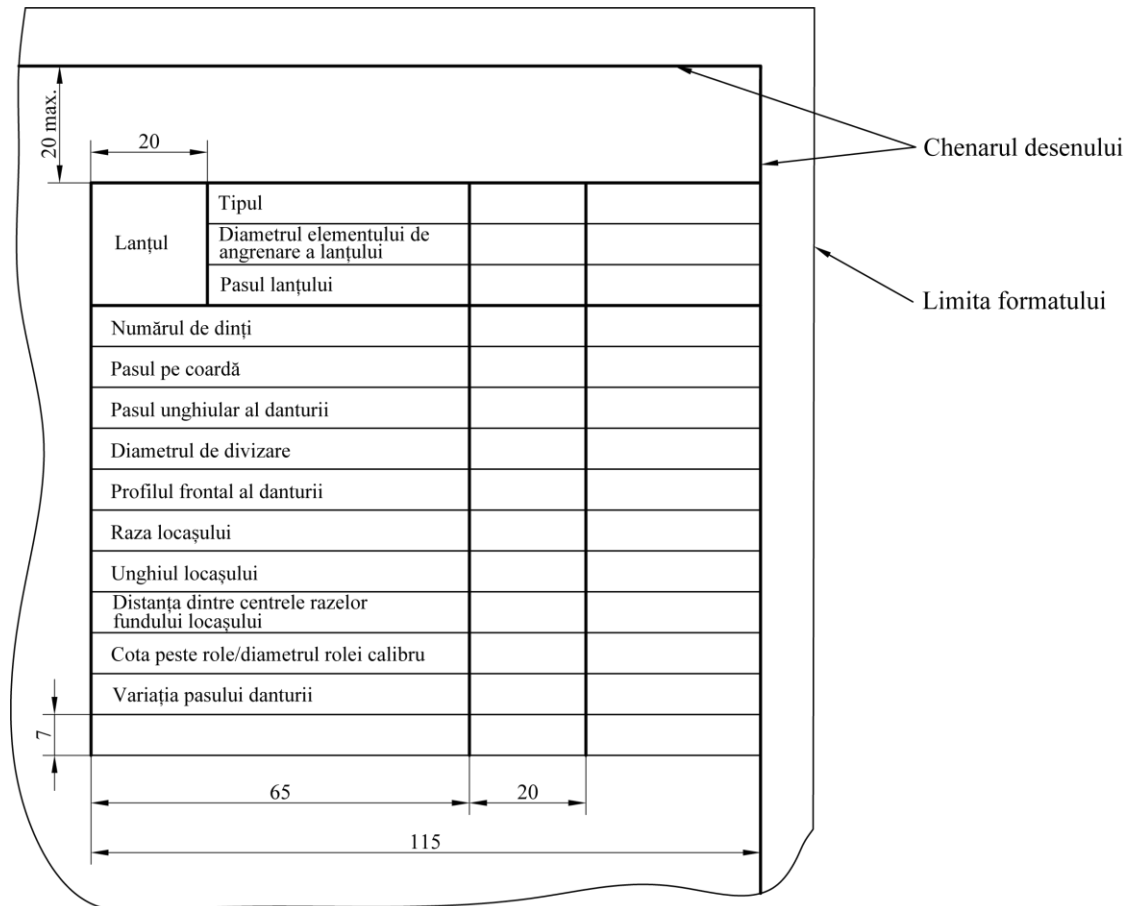 20 max.
20
Chenarul desenului
Lanțul
Tipul
Diametrul elementului de
angrenare a lanțului
Pasul lanțului
Limita formatului
Numărul de dinți
Pasul pe coardă
Pasul unghiular al danturii
Diametrul de divizare
Profilul frontal al danturii
Raza locașului
Unghiul locașului
Distanța dintre centrele razelor
fundului locașului
Cota peste role/diametrul rolei calibru
Variația pasului danturii
7
65
20
115